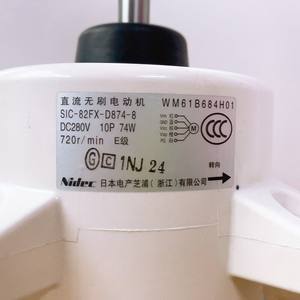 直流无刷电动机 WM61B684H01
SIC-82FX-D874-8
DC280V 10P 74W
720r/min E级
M
CCC
G C 1NJ 24
转向
Nidec 日本电产芝浦（浙江）有限公司